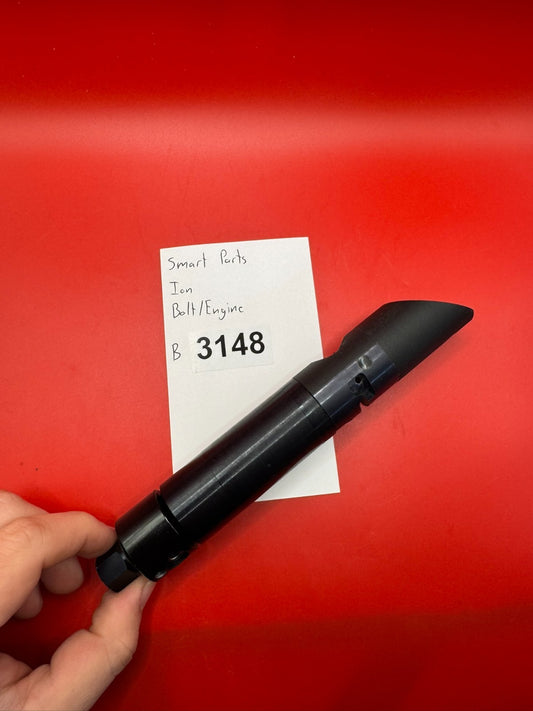 Smart Parts
Ion
Bolt/Engine
B 3148